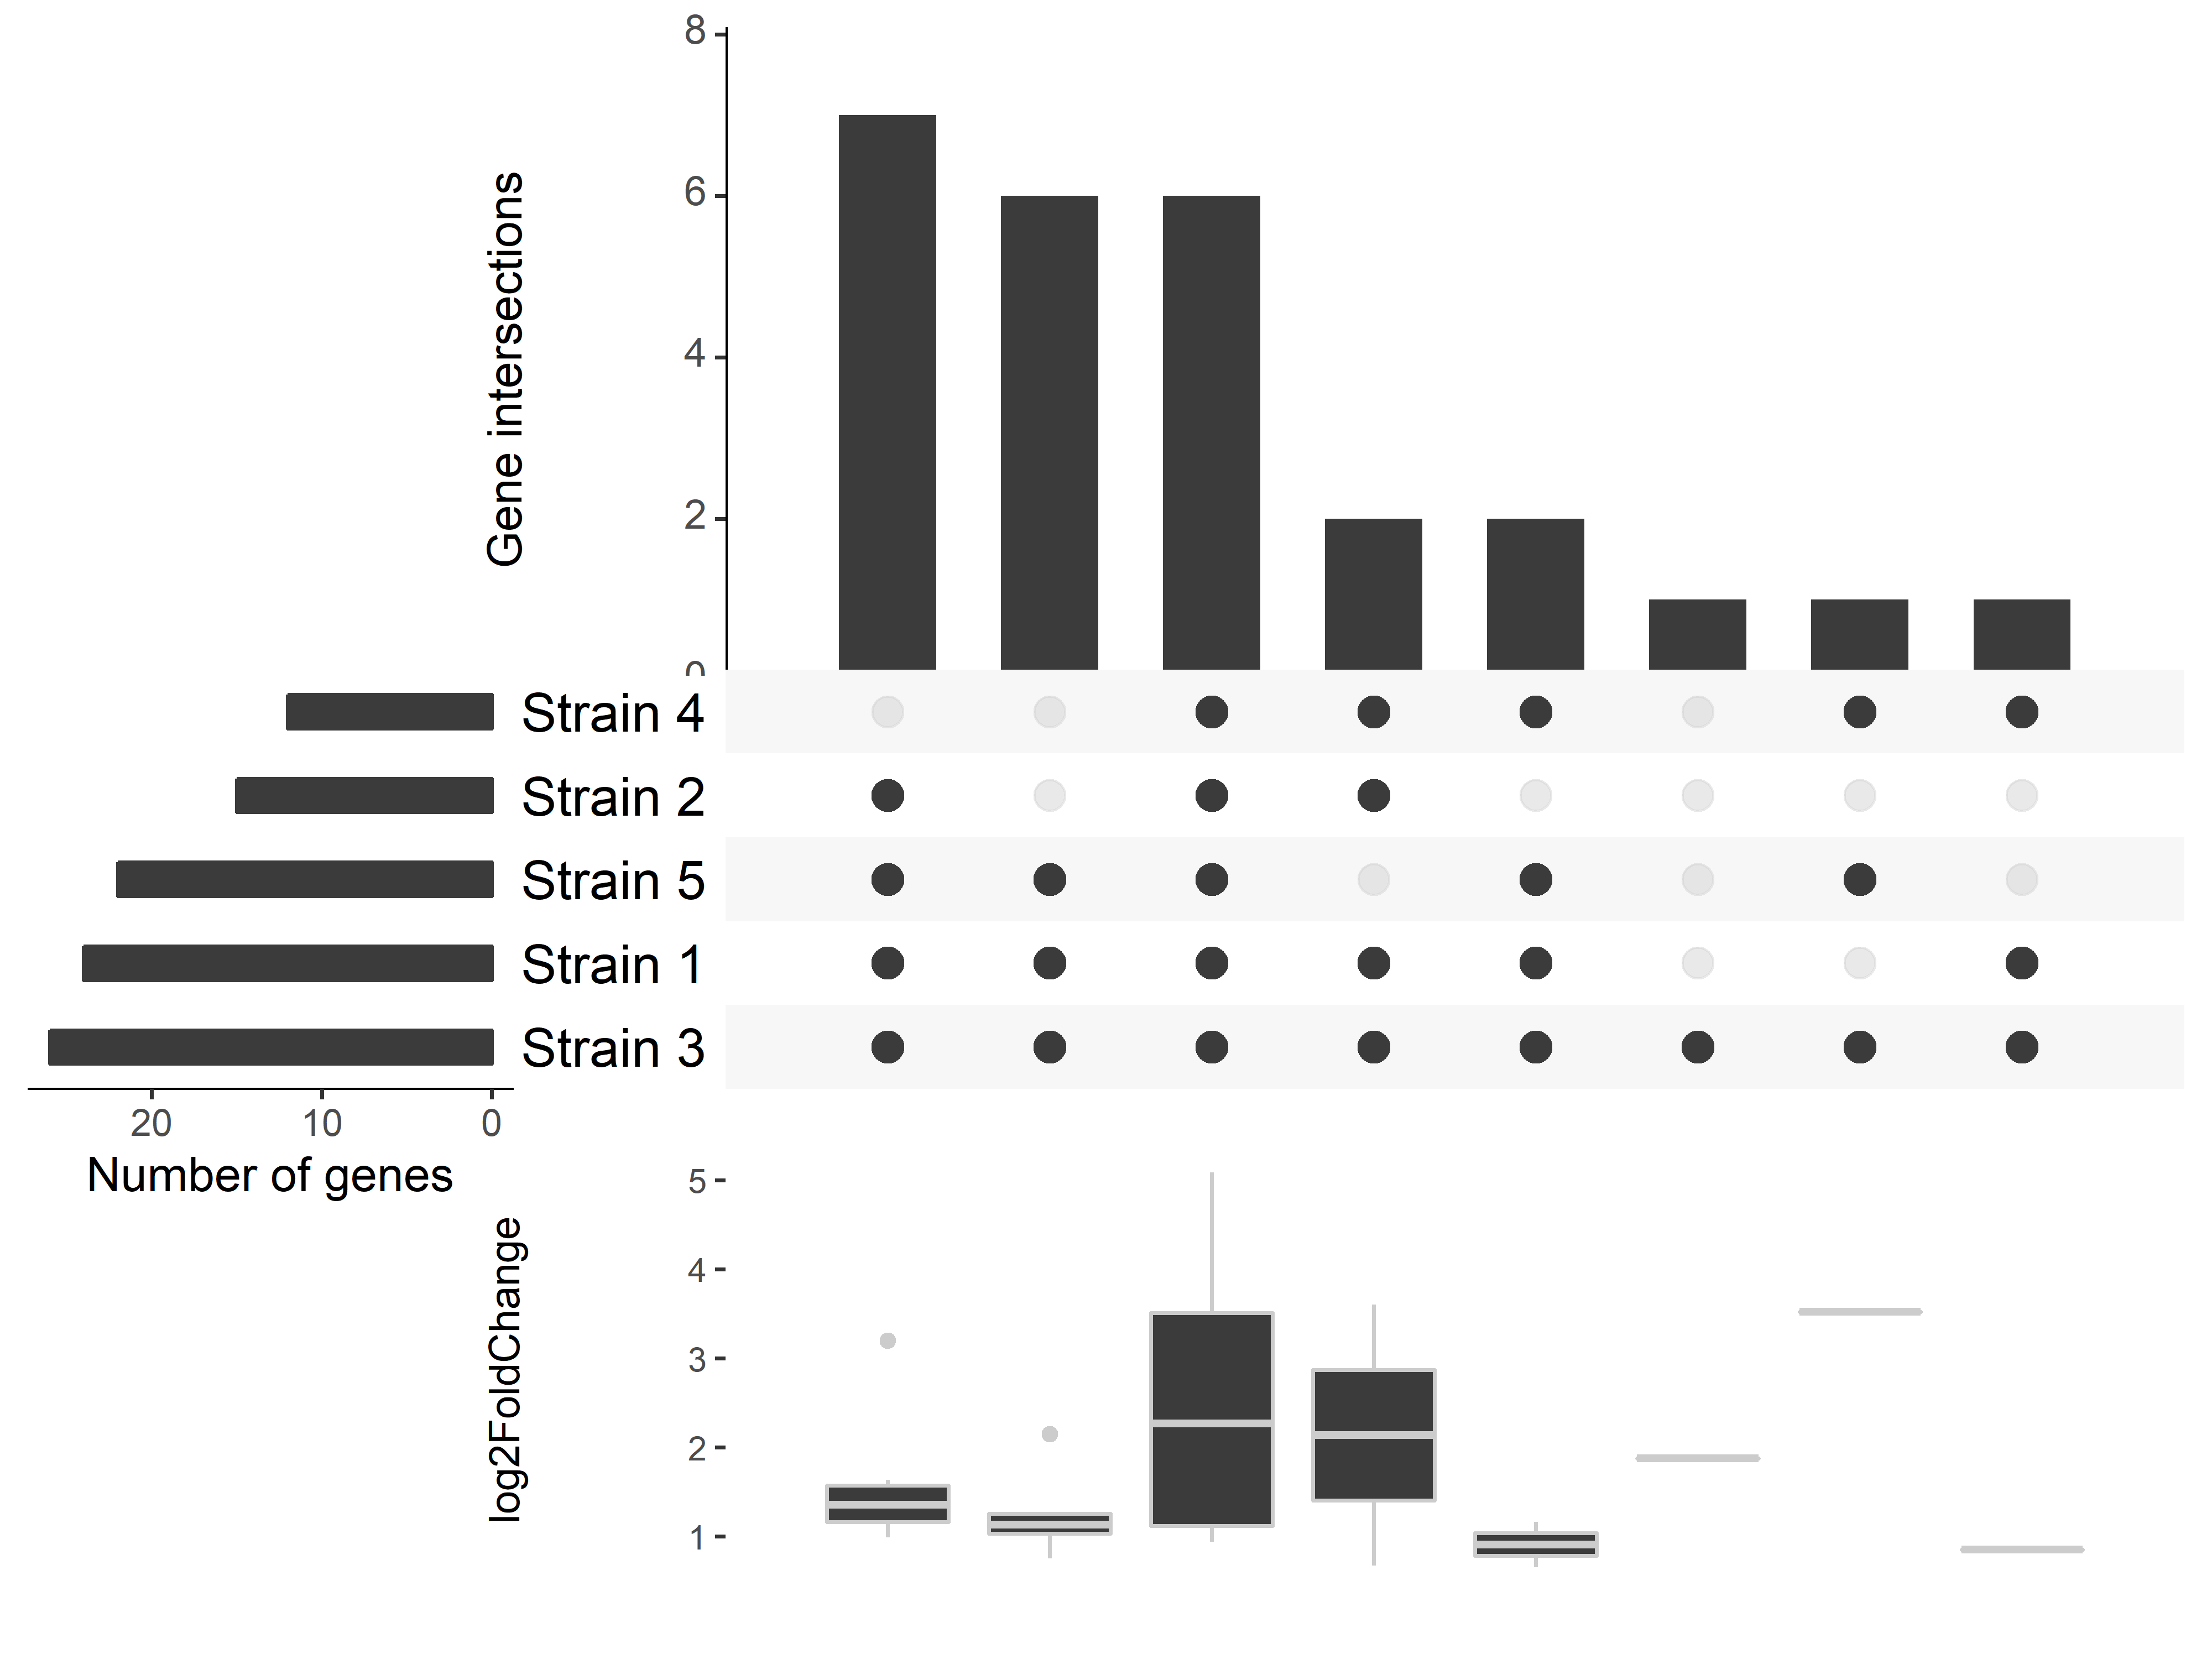 8
6
4
2
0
Gene intersections
Strain 4
Strain 2
Strain 5
Strain 1
Strain 3
20 10 0
Number of genes
5
4
3
2
1
log2FoldChange